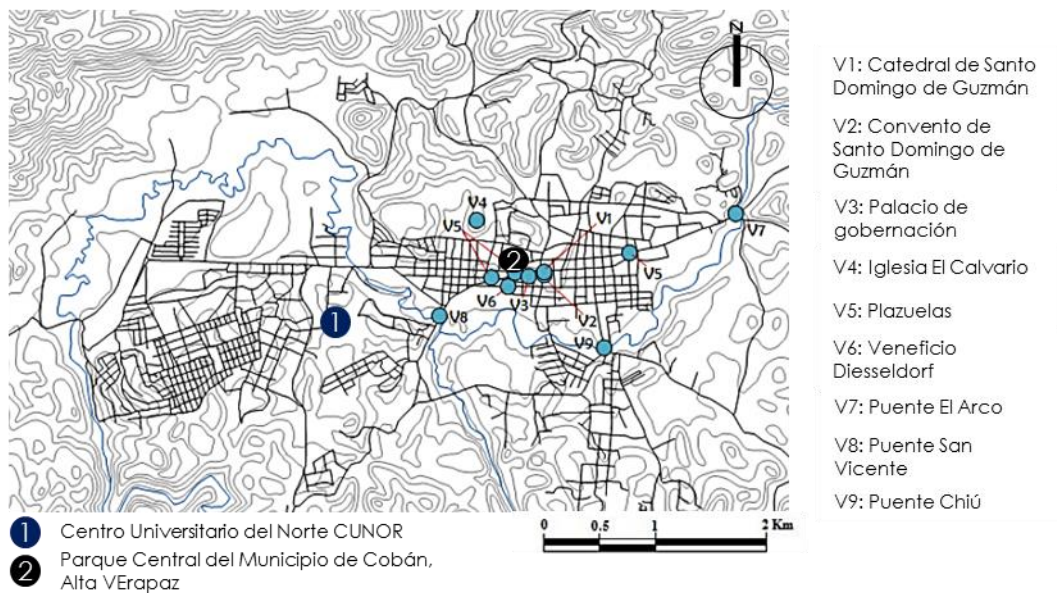 N
V4
V5
V1
2
V7
V5
V6
V3
V2
V8
1
V9
V1: Catedral de Santo
Domingo de Guzmán
V2: Convento de
Santo Domingo de
Guzmán
V3: Palacio de
gobernación
V4: Iglesia El Calvario
V5: Plazuelas
V6: Veneficio
Diesseldorf
V7: Puente El Arco
V8: Puente San
Vicente
V9: Puente Chiú
1 Centro Universitario del Norte CUNOR
2 Parque Central del Municipio de Cobán,
Alta VErapaz
0 0.5 1 2 Km